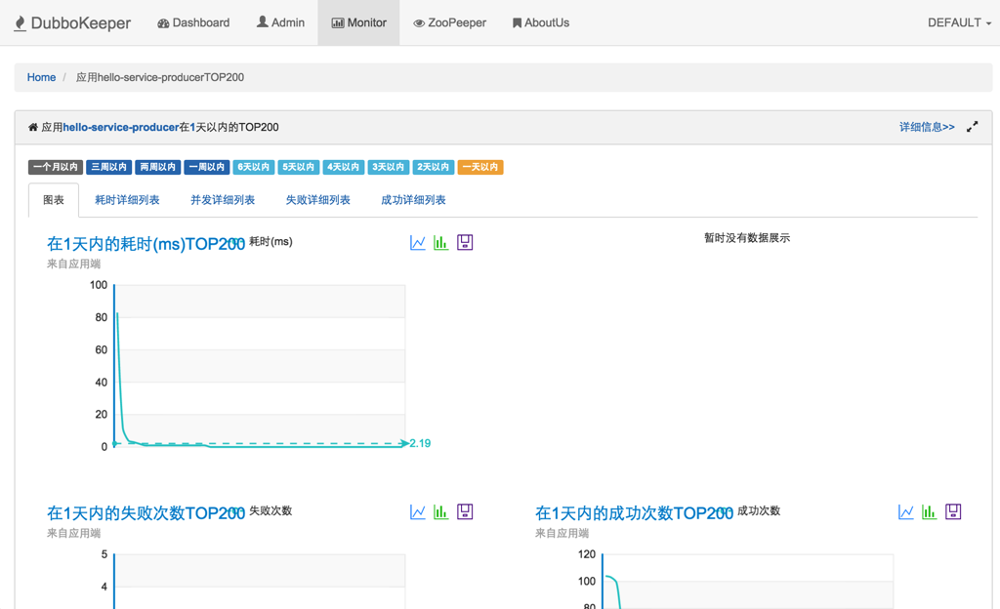 DubboKeeper Dashboard Admin Monitor ZooPeeper AboutUs DEFAULT
Home / 应用hello-service-producerTOP200
应用hello-service-producer在1天以内的TOP200 详细信息>>
一个月以内 三周以内 两周以内 一周以内 6天以内 5天以内 4天以内 3天以内 2天以内 一天以内
图表 耗时详细列表 并发详细列表 失败详细列表 成功详细列表
在1天内的耗时(ms)TOP200 耗时(ms)
来自应用端
100
80
60
40
20
0
2.19
暂时没有数据展示
在1天内的失败次数TOP200 失败次数
来自应用端
5
4
在1天内的成功次数TOP200 成功次数
来自应用端
120
100
80